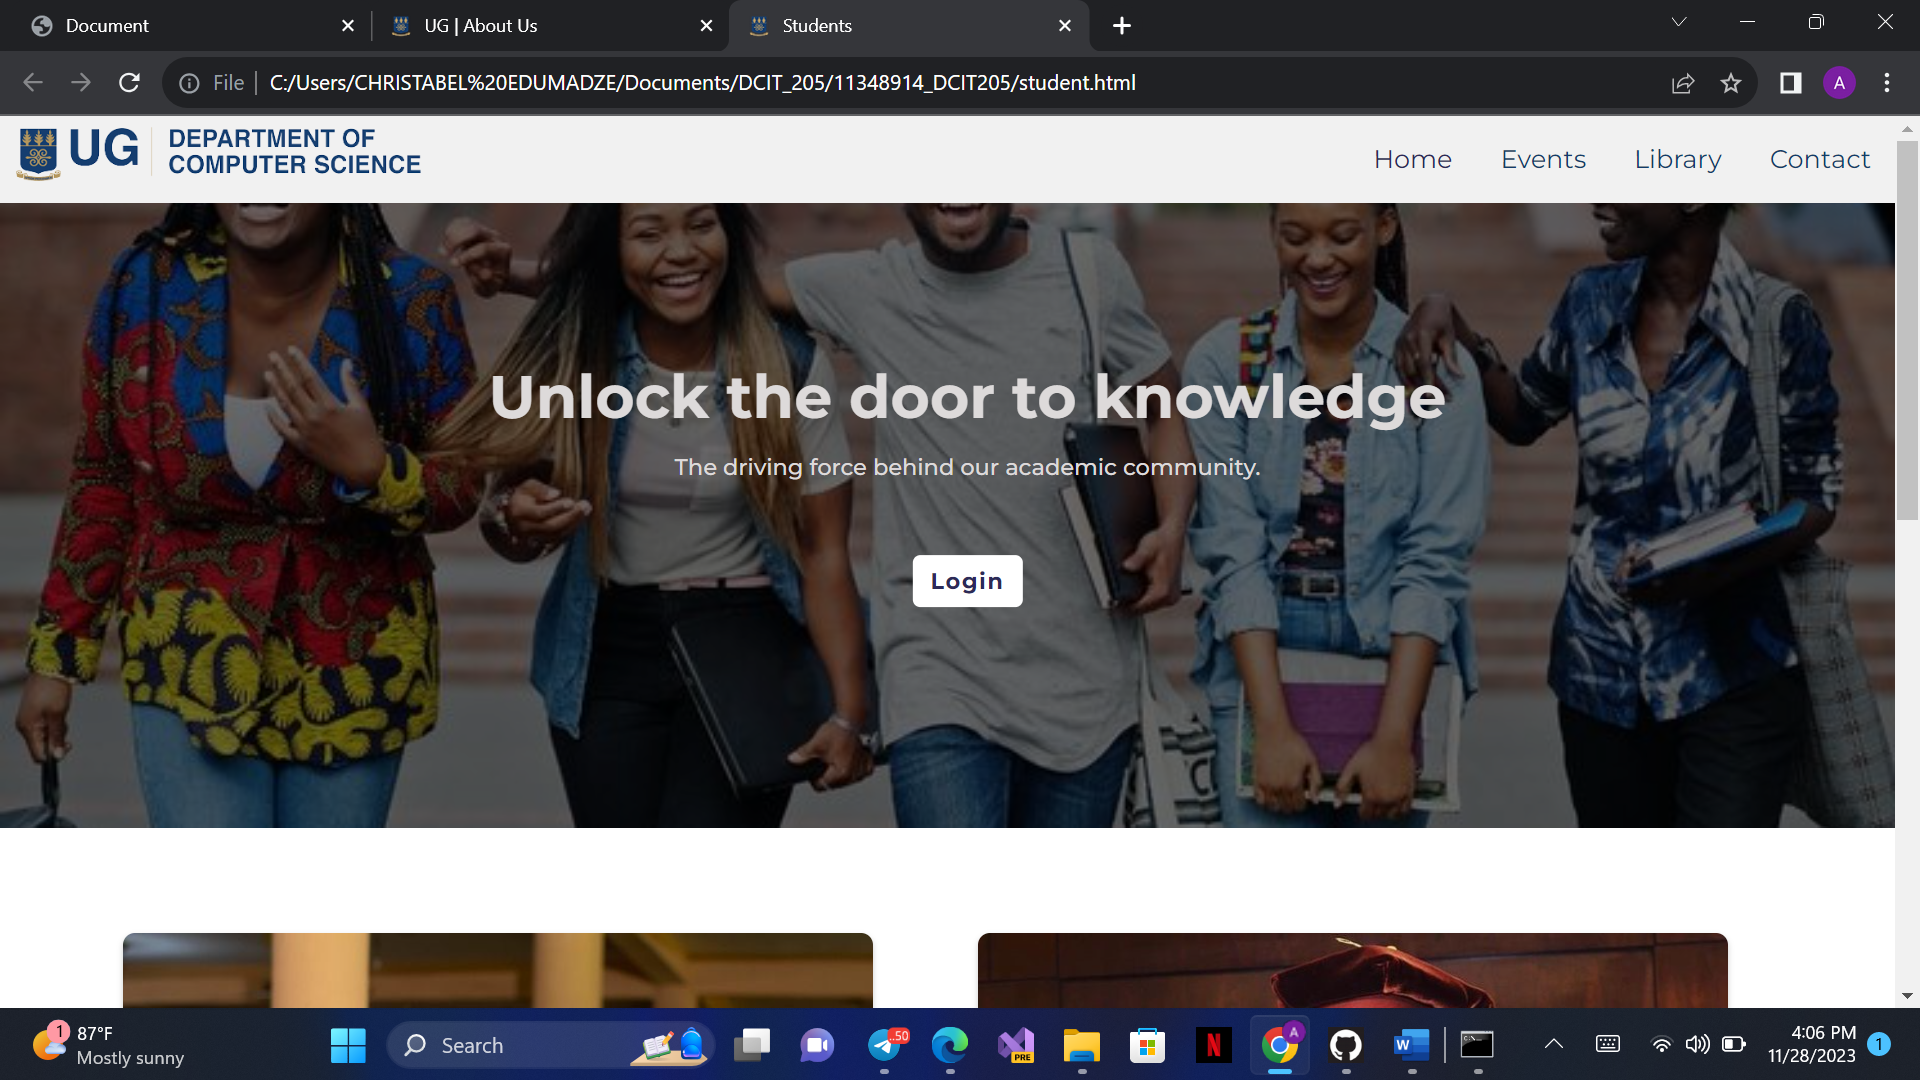 Document
UG | About Us
Students
File
C:/Users/CHRISTABEL%20EDUMADZE/Documents/DCIT_205/11348914_DCIT205/student.html
A
UG
DEPARTMENT OF
COMPUTER SCIENCE
Home
Events
Library
Contact
Unlock the door to knowledge
The driving force behind our academic community.
Login
1
87°F
Mostly sunny
Search
..50
PRE
N
A
W
4:06 PM
11/28/2023
1